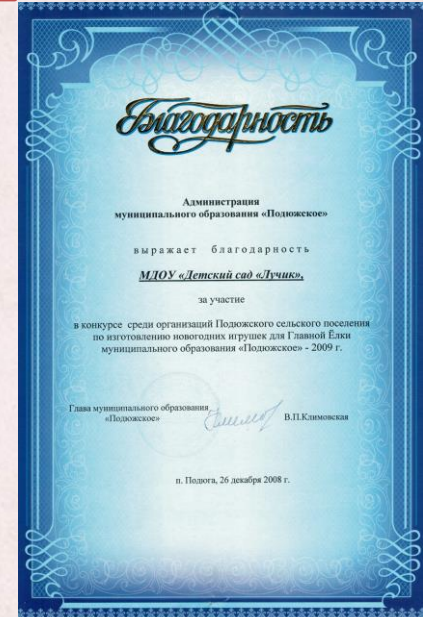 Благодарность
Администрация
муниципального образования «Подюжское»
выражает благодарность
МДОУ «Детский сад «Лучик»,
за участие
в конкурсе среди организаций Подюжского сельского поселения
по изготовлению новогодних игрушек для Главной Ёлки
муниципального образования «Подюжское» - 2009 г.
Глава муниципального образования
«Подюжское»
В.П.Климовская
п. Подюга, 26 декабря 2008 г.